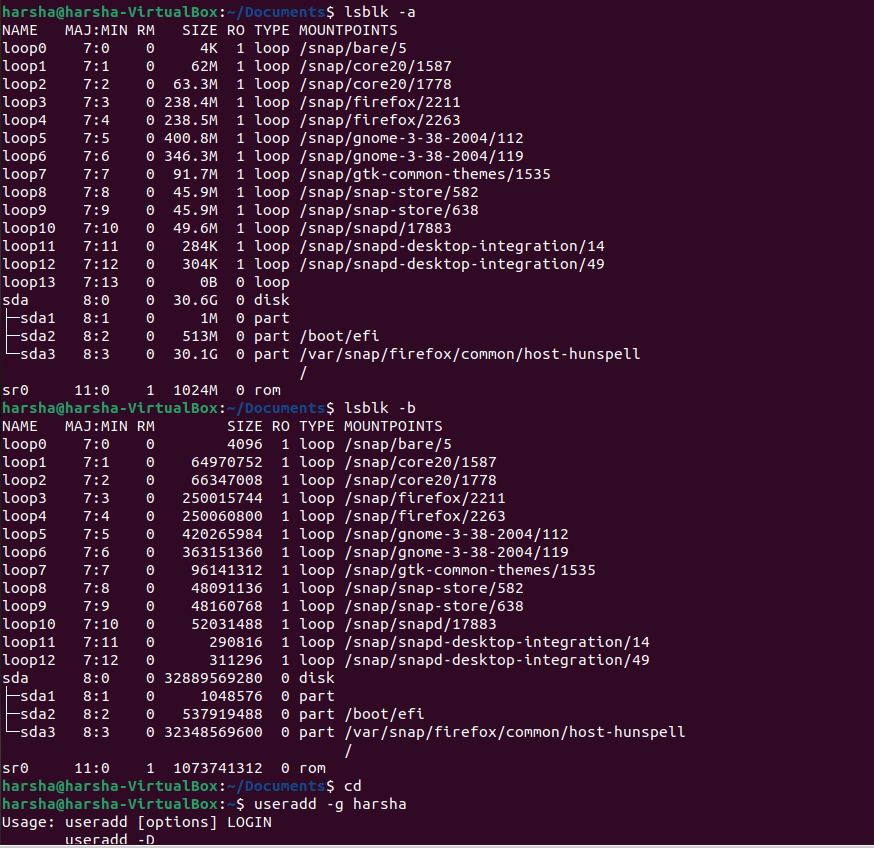 harsha@harsha-VirtualBox:~/Documents$ lsblk -a
NAME   MAJ:MIN RM   SIZE RO TYPE MOUNTPOINTS
loop0    7:0    0     4K  1 loop /snap/bare/5
loop1    7:1    0    62M  1 loop /snap/core20/1587
loop2    7:2    0  63.3M  1 loop /snap/core20/1778
loop3    7:3    0 238.4M  1 loop /snap/firefox/2211
loop4    7:4    0 238.5M  1 loop /snap/firefox/2263
loop5    7:5    0 400.8M  1 loop /snap/gnome-3-38-2004/112
loop6    7:6    0 346.3M  1 loop /snap/gnome-3-38-2004/119
loop7    7:7    0  91.7M  1 loop /snap/gtk-common-themes/1535
loop8    7:8    0  45.9M  1 loop /snap/snap-store/582
loop9    7:9    0  45.9M  1 loop /snap/snap-store/638
loop10   7:10   0  49.6M  1 loop /snap/snapd/17883
loop11   7:11   0   284K  1 loop /snap/snapd-desktop-integration/14
loop12   7:12   0   304K  1 loop /snap/snapd-desktop-integration/49
loop13   7:13   0     0B  0 loop
sda      8:0    0  30.6G  0 disk
├─sda1   8:1    0     1M  0 part
├─sda2   8:2    0   513M  0 part /boot/efi
└─sda3   8:3    0  30.1G  0 part /var/snap/firefox/common/host-hunspell
                                 /
sr0     11:0    1  1024M  0 rom
harsha@harsha-VirtualBox:~/Documents$ lsblk -b
NAME   MAJ:MIN RM        SIZE RO TYPE MOUNTPOINTS
loop0    7:0    0        4096  1 loop /snap/bare/5
loop1    7:1    0    64970752  1 loop /snap/core20/1587
loop2    7:2    0    66347008  1 loop /snap/core20/1778
loop3    7:3    0   250015744  1 loop /snap/firefox/2211
loop4    7:4    0   250060800  1 loop /snap/firefox/2263
loop5    7:5    0   420265984  1 loop /snap/gnome-3-38-2004/112
loop6    7:6    0   363151360  1 loop /snap/gnome-3-38-2004/119
loop7    7:7    0    96141312  1 loop /snap/gtk-common-themes/1535
loop8    7:8    0    48091136  1 loop /snap/snap-store/582
loop9    7:9    0    48160768  1 loop /snap/snap-store/638
loop10   7:10   0    52031488  1 loop /snap/snapd/17883
loop11   7:11   0      290816  1 loop /snap/snapd-desktop-integration/14
loop12   7:12   0      311296  1 loop /snap/snapd-desktop-integration/49
sda      8:0    0 32889569280  0 disk
├─sda1   8:1    0     1048576  0 part
├─sda2   8:2    0   537919488  0 part /boot/efi
└─sda3   8:3    0 32348569600  0 part /var/snap/firefox/common/host-hunspell
                                      /
sr0     11:0    1  1073741312  0 rom
harsha@harsha-VirtualBox:~/Documents$ cd
harsha@harsha-VirtualBox:~$ useradd -g harsha
Usage: useradd [options] LOGIN
       useradd -D